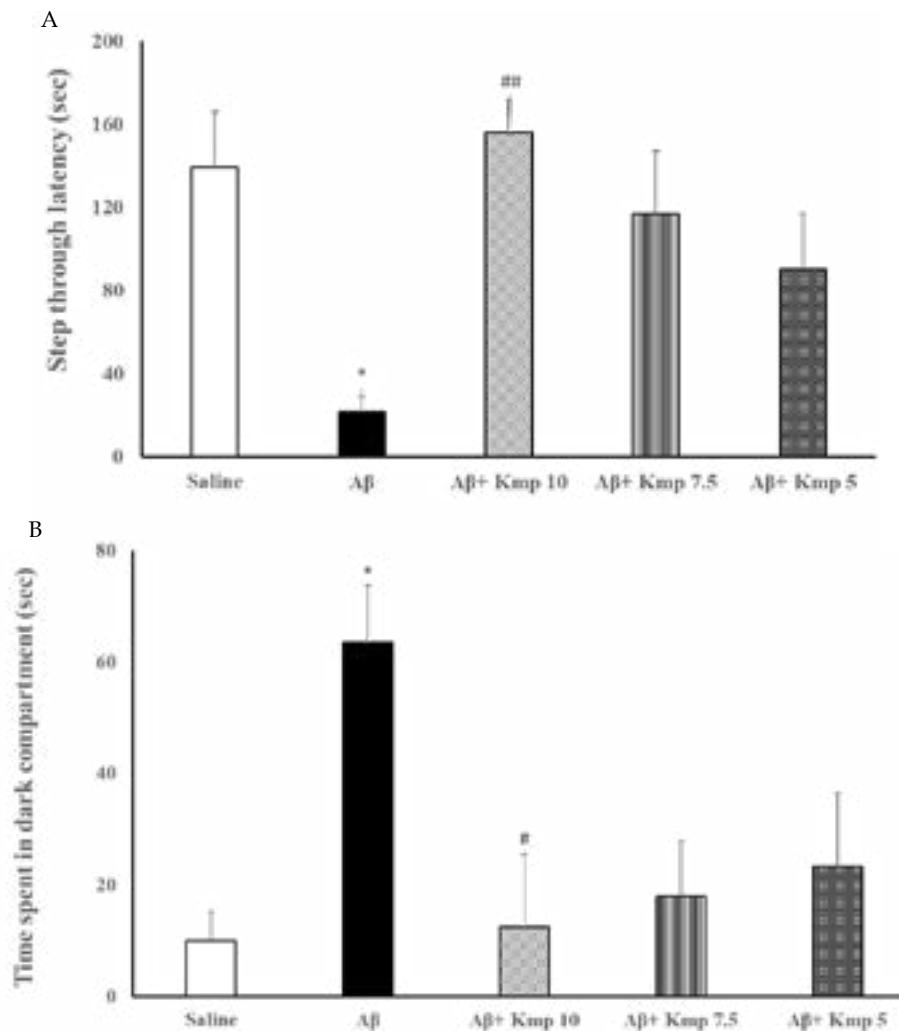 A
Step through latency (sec)
200
160
120
80
40
0
*
##
Saline
Aβ
Aβ+ Kmp 10
Aβ+ Kmp 7.5
Aβ+ Kmp 5
B
Time spent in dark compartment (sec)
80
60
40
20
0
*
#
Saline
Aβ
Aβ+ Kmp 10
Aβ+ Kmp 7.5
Aβ+ Kmp 5